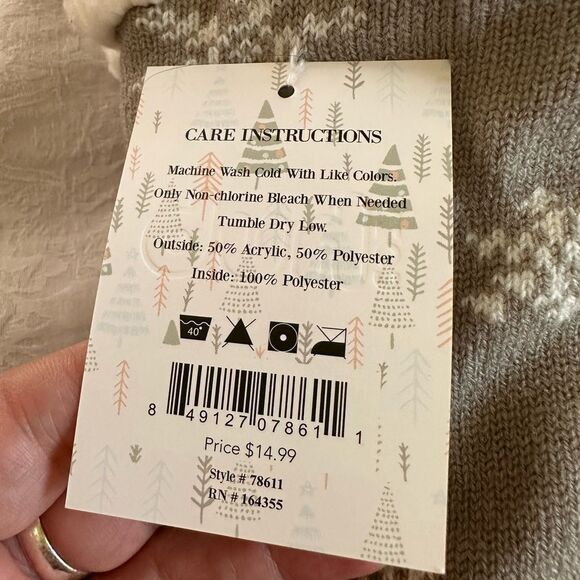 CARE INSTRUCTIONS
Machine Wash Cold With Like Colors.
Only Non-chlorine Bleach When Needed
Tumble Dry Low.
Outside: 50% Acrylic, 50% Polyester
Inside: 100% Polyester
40°
8 49127 07861 1
Price $14.99
Style # 78611
RN # 164355